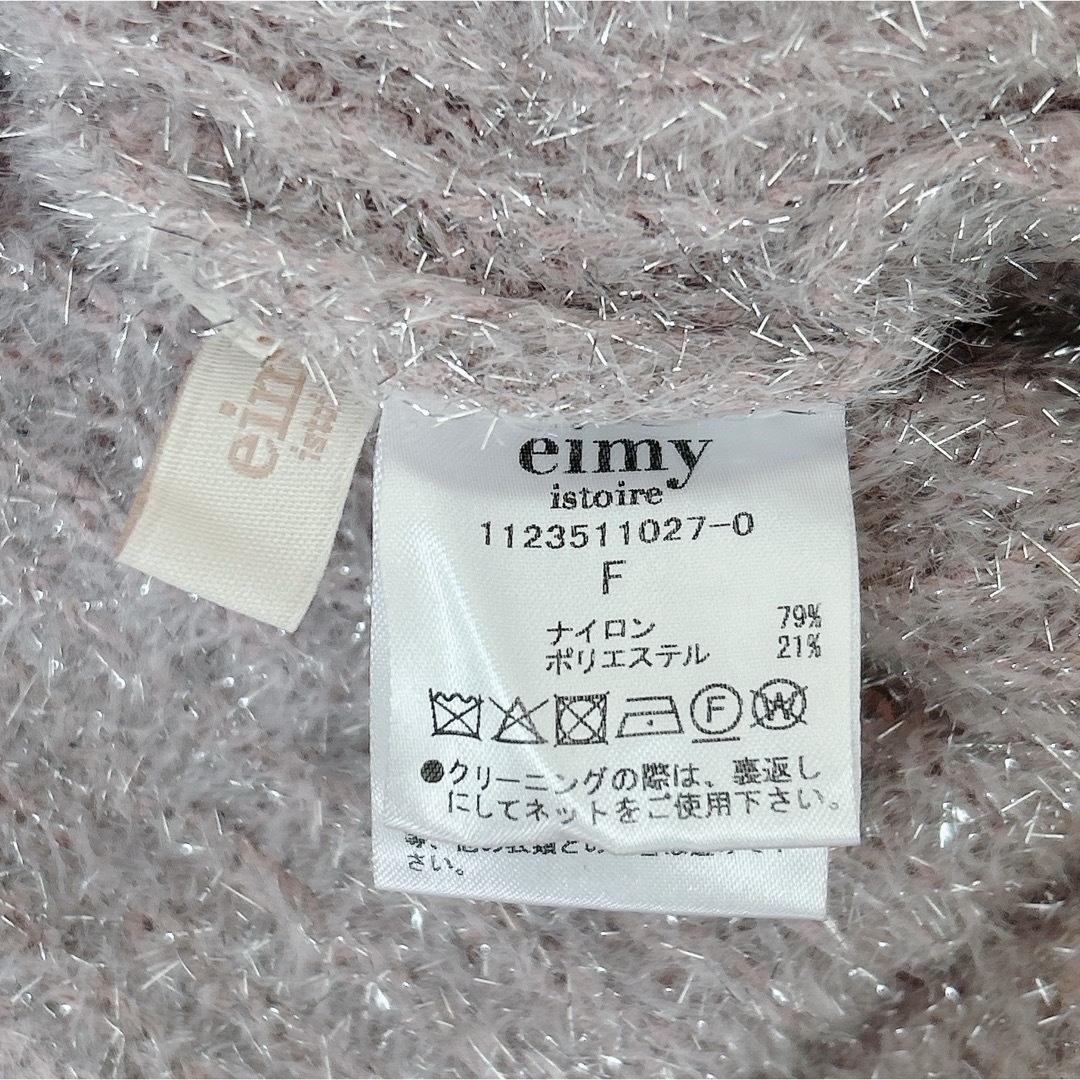 eim
eimy
istoire
1123511027-0
F
ナイロン 79%
ポリエステル 21%
F W
●クリーニングの際は、裏返し
にしてネットをご使用下さい。
さい。